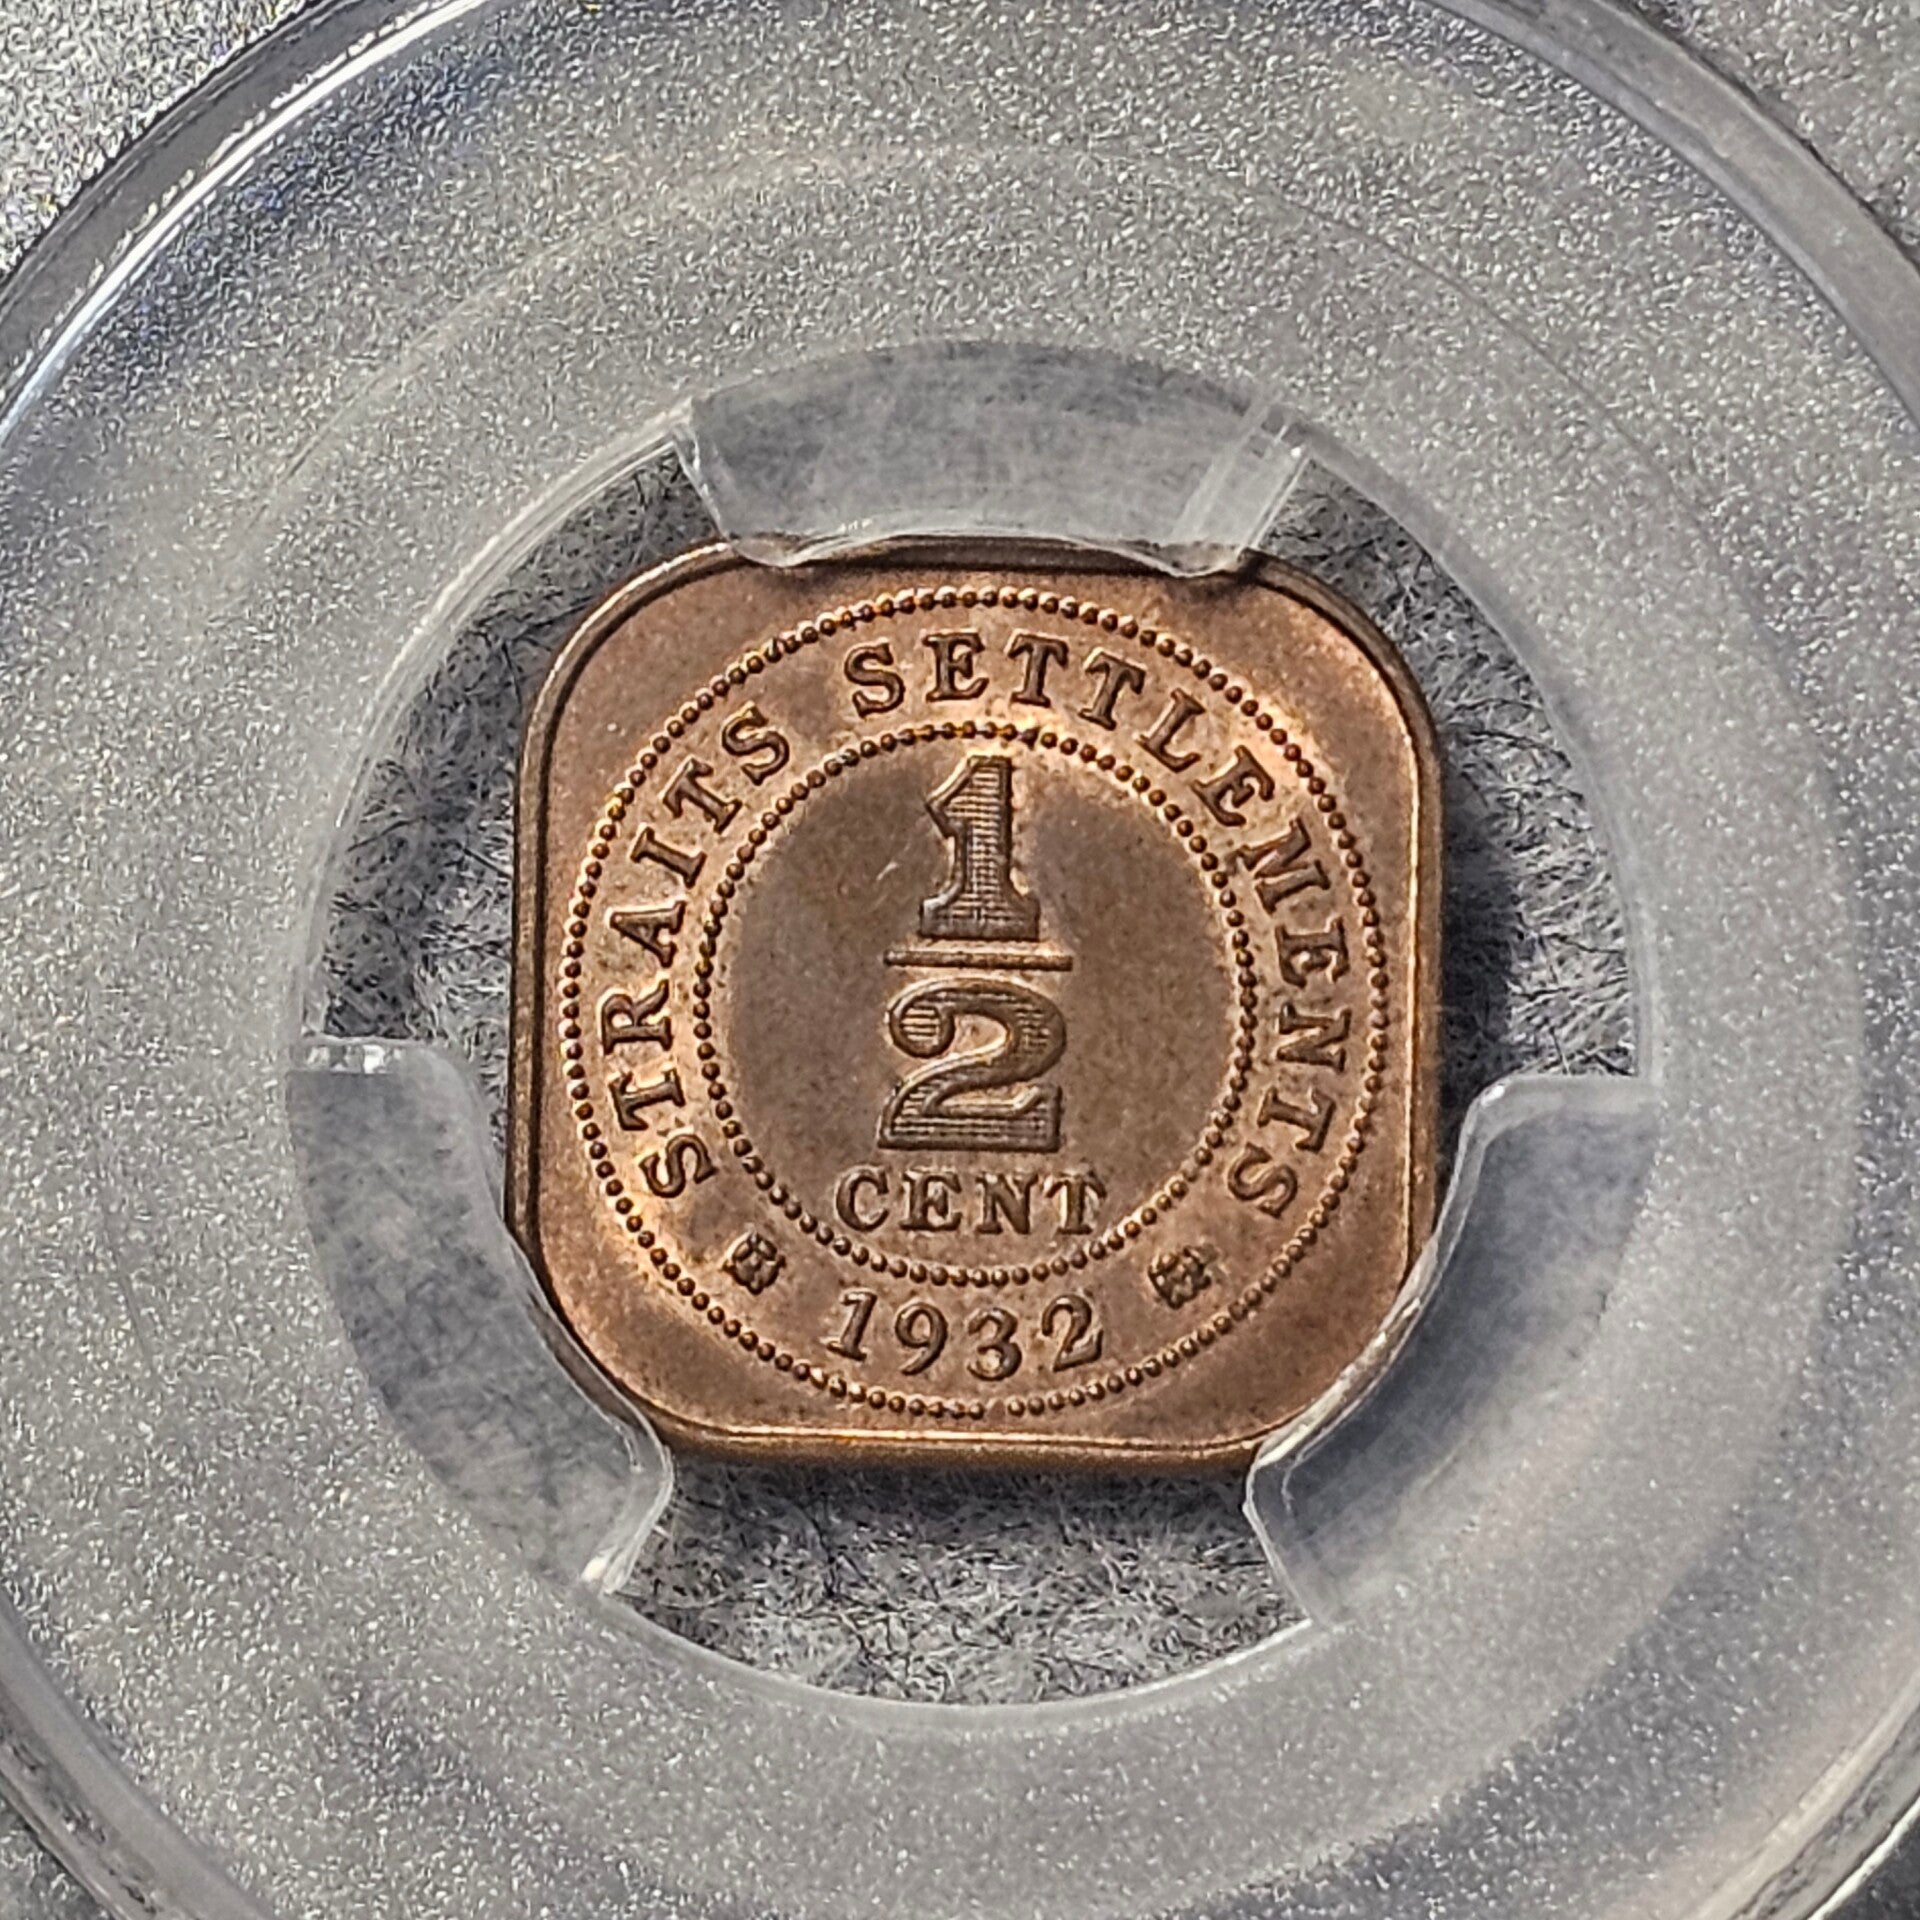 STRAITS SETTLEMENTS
1
2
CENT
1932